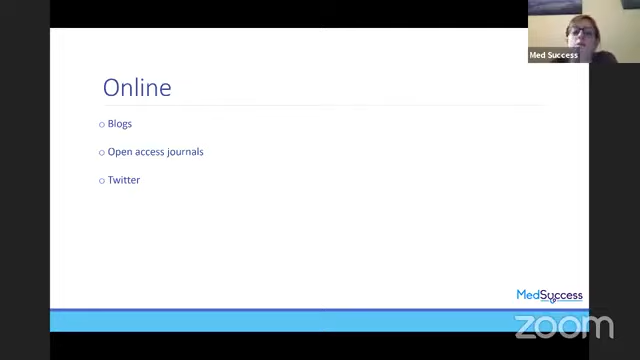 Med Success
Online
Blogs
Open access journals
Twitter
MedSuccess
zoom